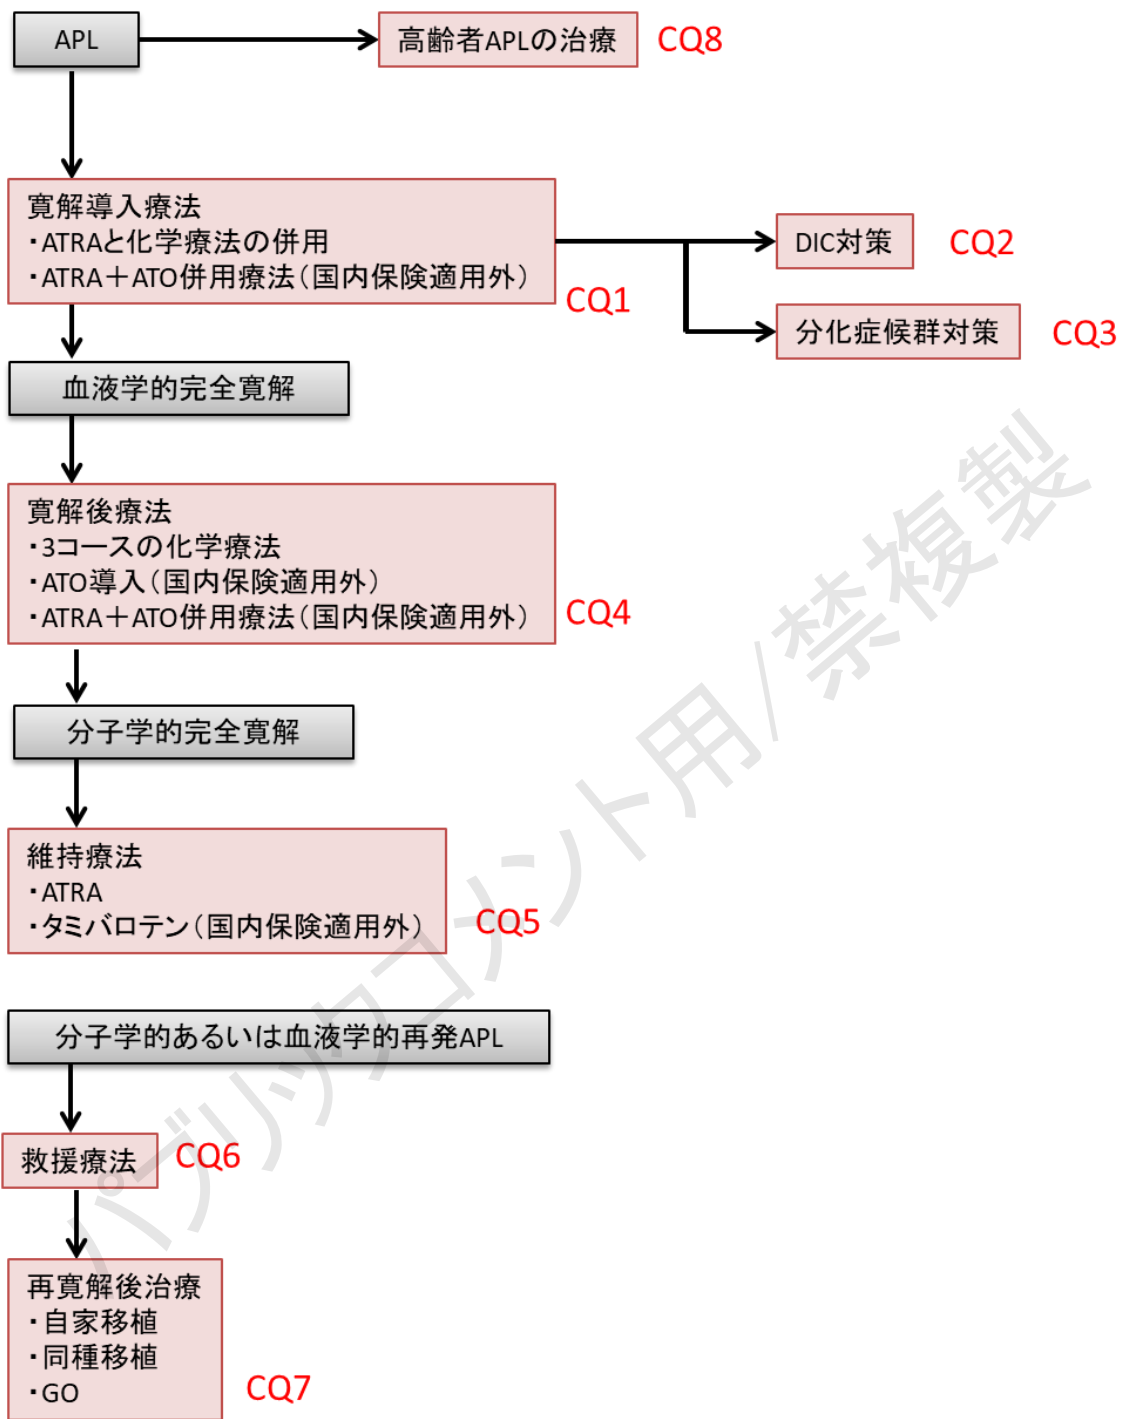 APL
高齢者APLの治療
CQ8
寛解導入療法
・ATRAと化学療法の併用
・ATRA＋ATO併用療法（国内保険適用外）
CQ1
DIC対策
CQ2
分化症候群対策
CQ3
血液学的完全寛解
寛解後療法
・3コースの化学療法
・ATO導入（国内保険適用外）
・ATRA＋ATO併用療法（国内保険適用外）
CQ4
分子学的完全寛解
維持療法
・ATRA
・タミバロテン（国内保険適用外）
CQ5
分子学的あるいは血液学的再発APL
救援療法
CQ6
再寛解後治療
・自家移植
・同種移植
・GO
CQ7
パブリックコメント用/禁複製